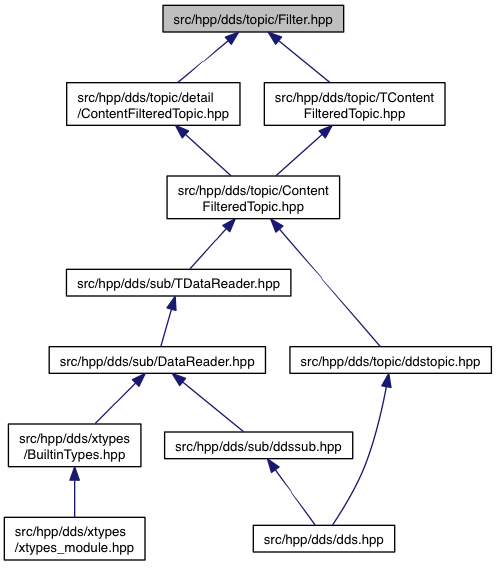 src/hpp/dds/topic/Filter.hpp
src/hpp/dds/topic/detail
/ContentFilteredTopic.hpp
src/hpp/dds/topic/TContent
FilteredTopic.hpp
src/hpp/dds/topic/Content
FilteredTopic.hpp
src/hpp/dds/sub/TDataReader.hpp
src/hpp/dds/sub/DataReader.hpp
src/hpp/dds/topic/ddstopic.hpp
src/hpp/dds/xtypes
/BuiltinTypes.hpp
src/hpp/dds/sub/ddssub.hpp
src/hpp/dds/xtypes
/xtypes_module.hpp
src/hpp/dds/dds.hpp